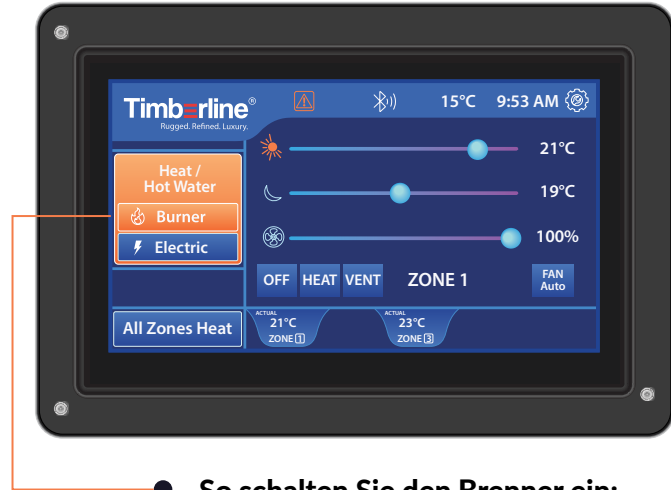 Timberline®
Rugged. Refined. Luxury.
15°C 9:53 AM
Heat /
Hot Water
Burner
Electric
21°C
19°C
100%
OFF HEAT VENT ZONE 1 FAN
Auto
All Zones Heat
ACTUAL
21°C
ZONE 1
ACTUAL
23°C
ZONE 3
So schalten Sie den Brenner ein: